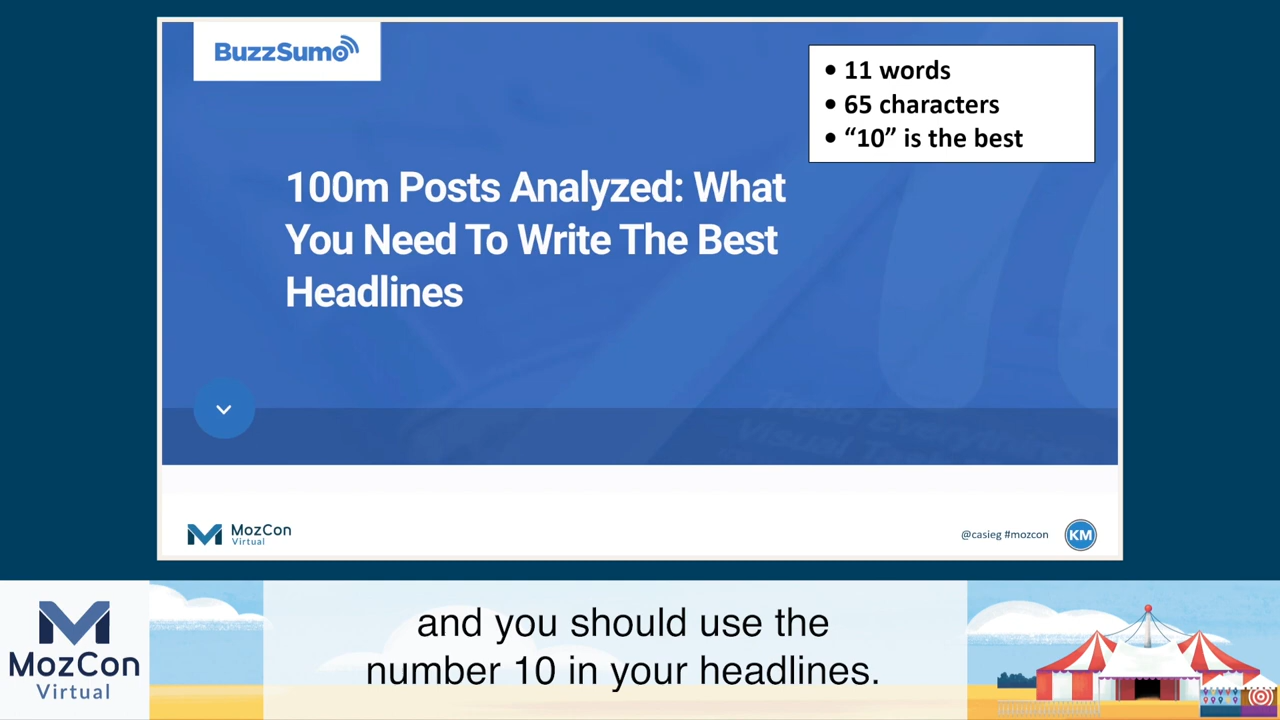 BuzzSumo
• 11 words
• 65 characters
• “10” is the best
100m Posts Analyzed: What
You Need To Write The Best
Headlines
MozCon
Virtual
@casieg #mozcon
KM
MozCon
Virtual
and you should use the
number 10 in your headlines.